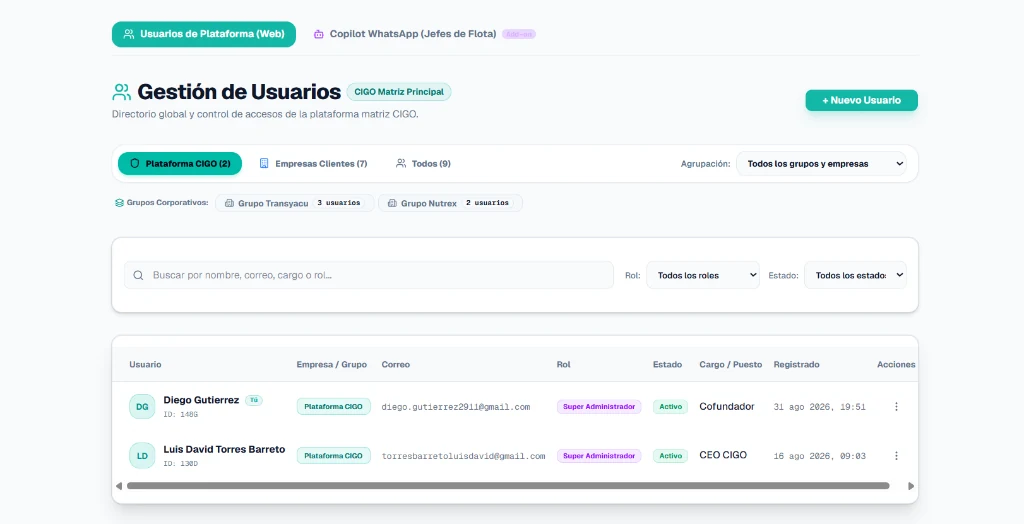 Usuarios de Plataforma (Web)
Copilot WhatsApp (Jefes de Flota) Add-on
Gestión de Usuarios CIGO Matriz Principal
Directorio global y control de accesos de la plataforma matriz CIGO.
+ Nuevo Usuario
Plataforma CIGO (2) Empresas Clientes (7) Todos (9)
Agrupación: Todos los grupos y empresas
Grupos Corporativos: Grupo Transyacu 3 usuarios Grupo Nutrex 2 usuarios
Buscar por nombre, correo, cargo o rol...
Rol: Todos los roles Estado: Todos los estado
Usuario Empresa / Grupo Correo Rol Estado Cargo / Puesto Registrado Acciones
DG Diego Gutierrez Tú Plataforma CIGO diego.gutierrez2911@gmail.com Super Administrador Activo Cofundador 31 ago 2026, 19:51
LD Luis David Torres Barreto Plataforma CIGO torresbarretoluisdavid@gmail.com Super Administrador Activo CEO CIGO 16 ago 2026, 09:03